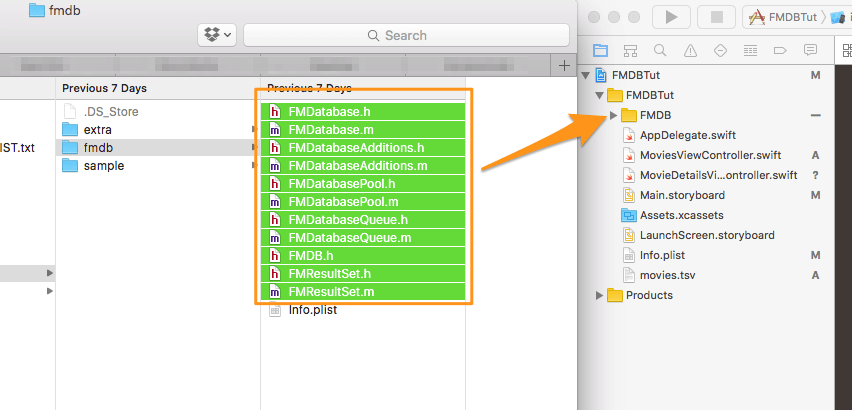 fmdb
Search
FMDBTut
Previous 7 Days
Previous 7 Days
IST.txt
.DS_Store
extra
fmdb
sample
FMDatabase.h
FMDatabase.m
FMDatabaseAdditions.h
FMDatabaseAdditions.m
FMDatabasePool.h
FMDatabasePool.m
FMDatabaseQueue.h
FMDatabaseQueue.m
FMDB.h
FMResultSet.h
FMResultSet.m
Info.plist
FMDBTut M
FMDBTut
FMDB
AppDelegate.swift
MoviesViewController.swift A
MovieDetailsVi...ontroller.swift ?
Main.storyboard M
Assets.xcassets
LaunchScreen.storyboard
Info.plist M
movies.tsv A
Products